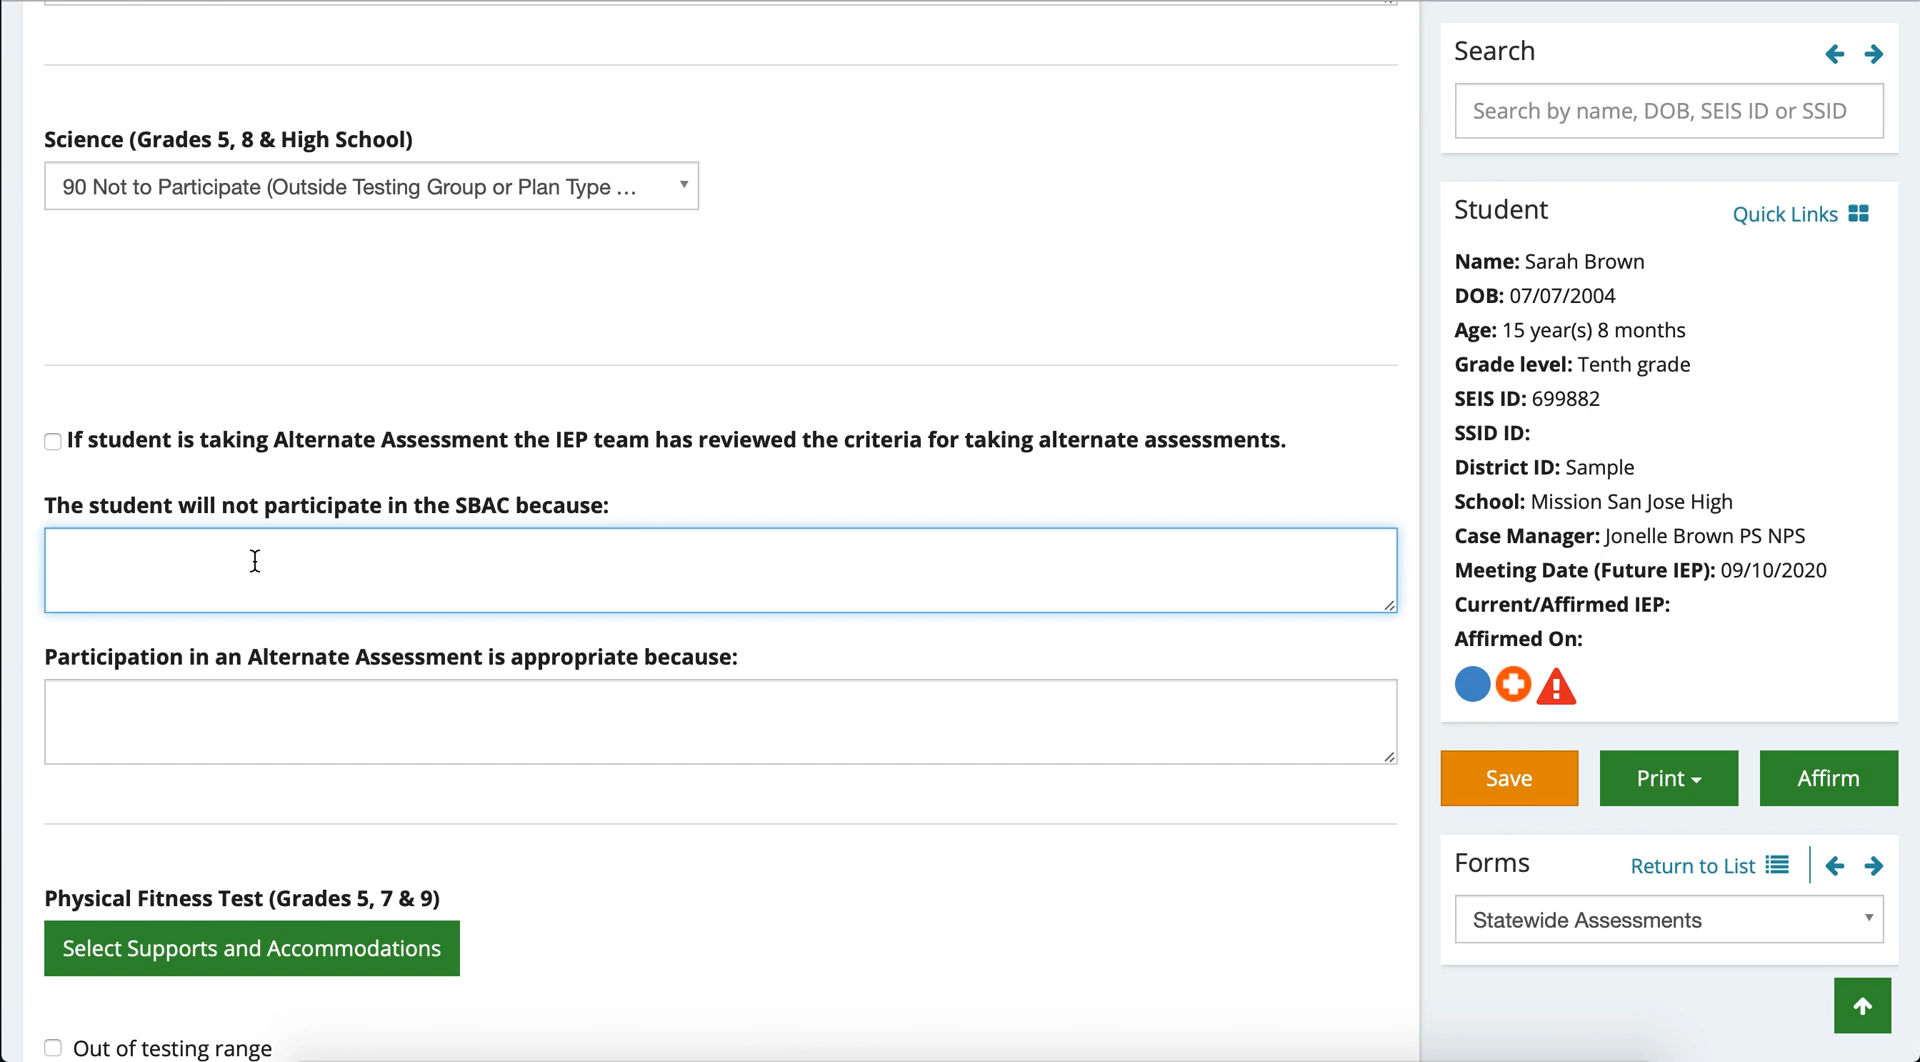 Science (Grades 5, 8 & High School)
90 Not to Participate (Outside Testing Group or Plan Type ...
If student is taking Alternate Assessment the IEP team has reviewed the criteria for taking alternate assessments.
The student will not participate in the SBAC because:
Participation in an Alternate Assessment is appropriate because:
Physical Fitness Test (Grades 5, 7 & 9)
Select Supports and Accommodations
Out of testing range
Search
Search by name, DOB, SEIS ID or SSID
Student
Quick Links
Name: Sarah Brown
DOB: 07/07/2004
Age: 15 year(s) 8 months
Grade level: Tenth grade
SEIS ID: 699882
SSID ID:
District ID: Sample
School: Mission San Jose High
Case Manager: Jonelle Brown PS NPS
Meeting Date (Future IEP): 09/10/2020
Current/Affirmed IEP:
Affirmed On:
Save
Print
Affirm
Forms
Return to List
Statewide Assessments